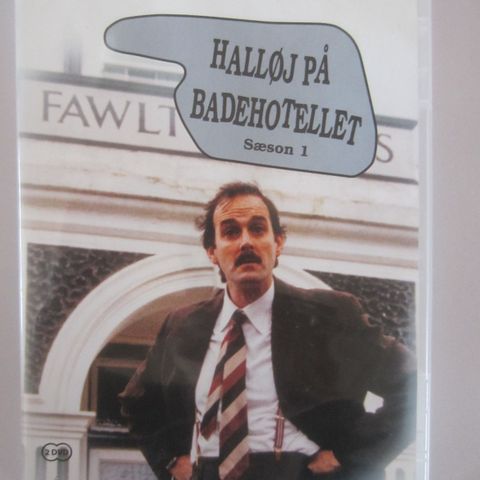 HALLØJ PÅ
BADEHOTELLET
Sæson 1
FAWLT S
2 DVD